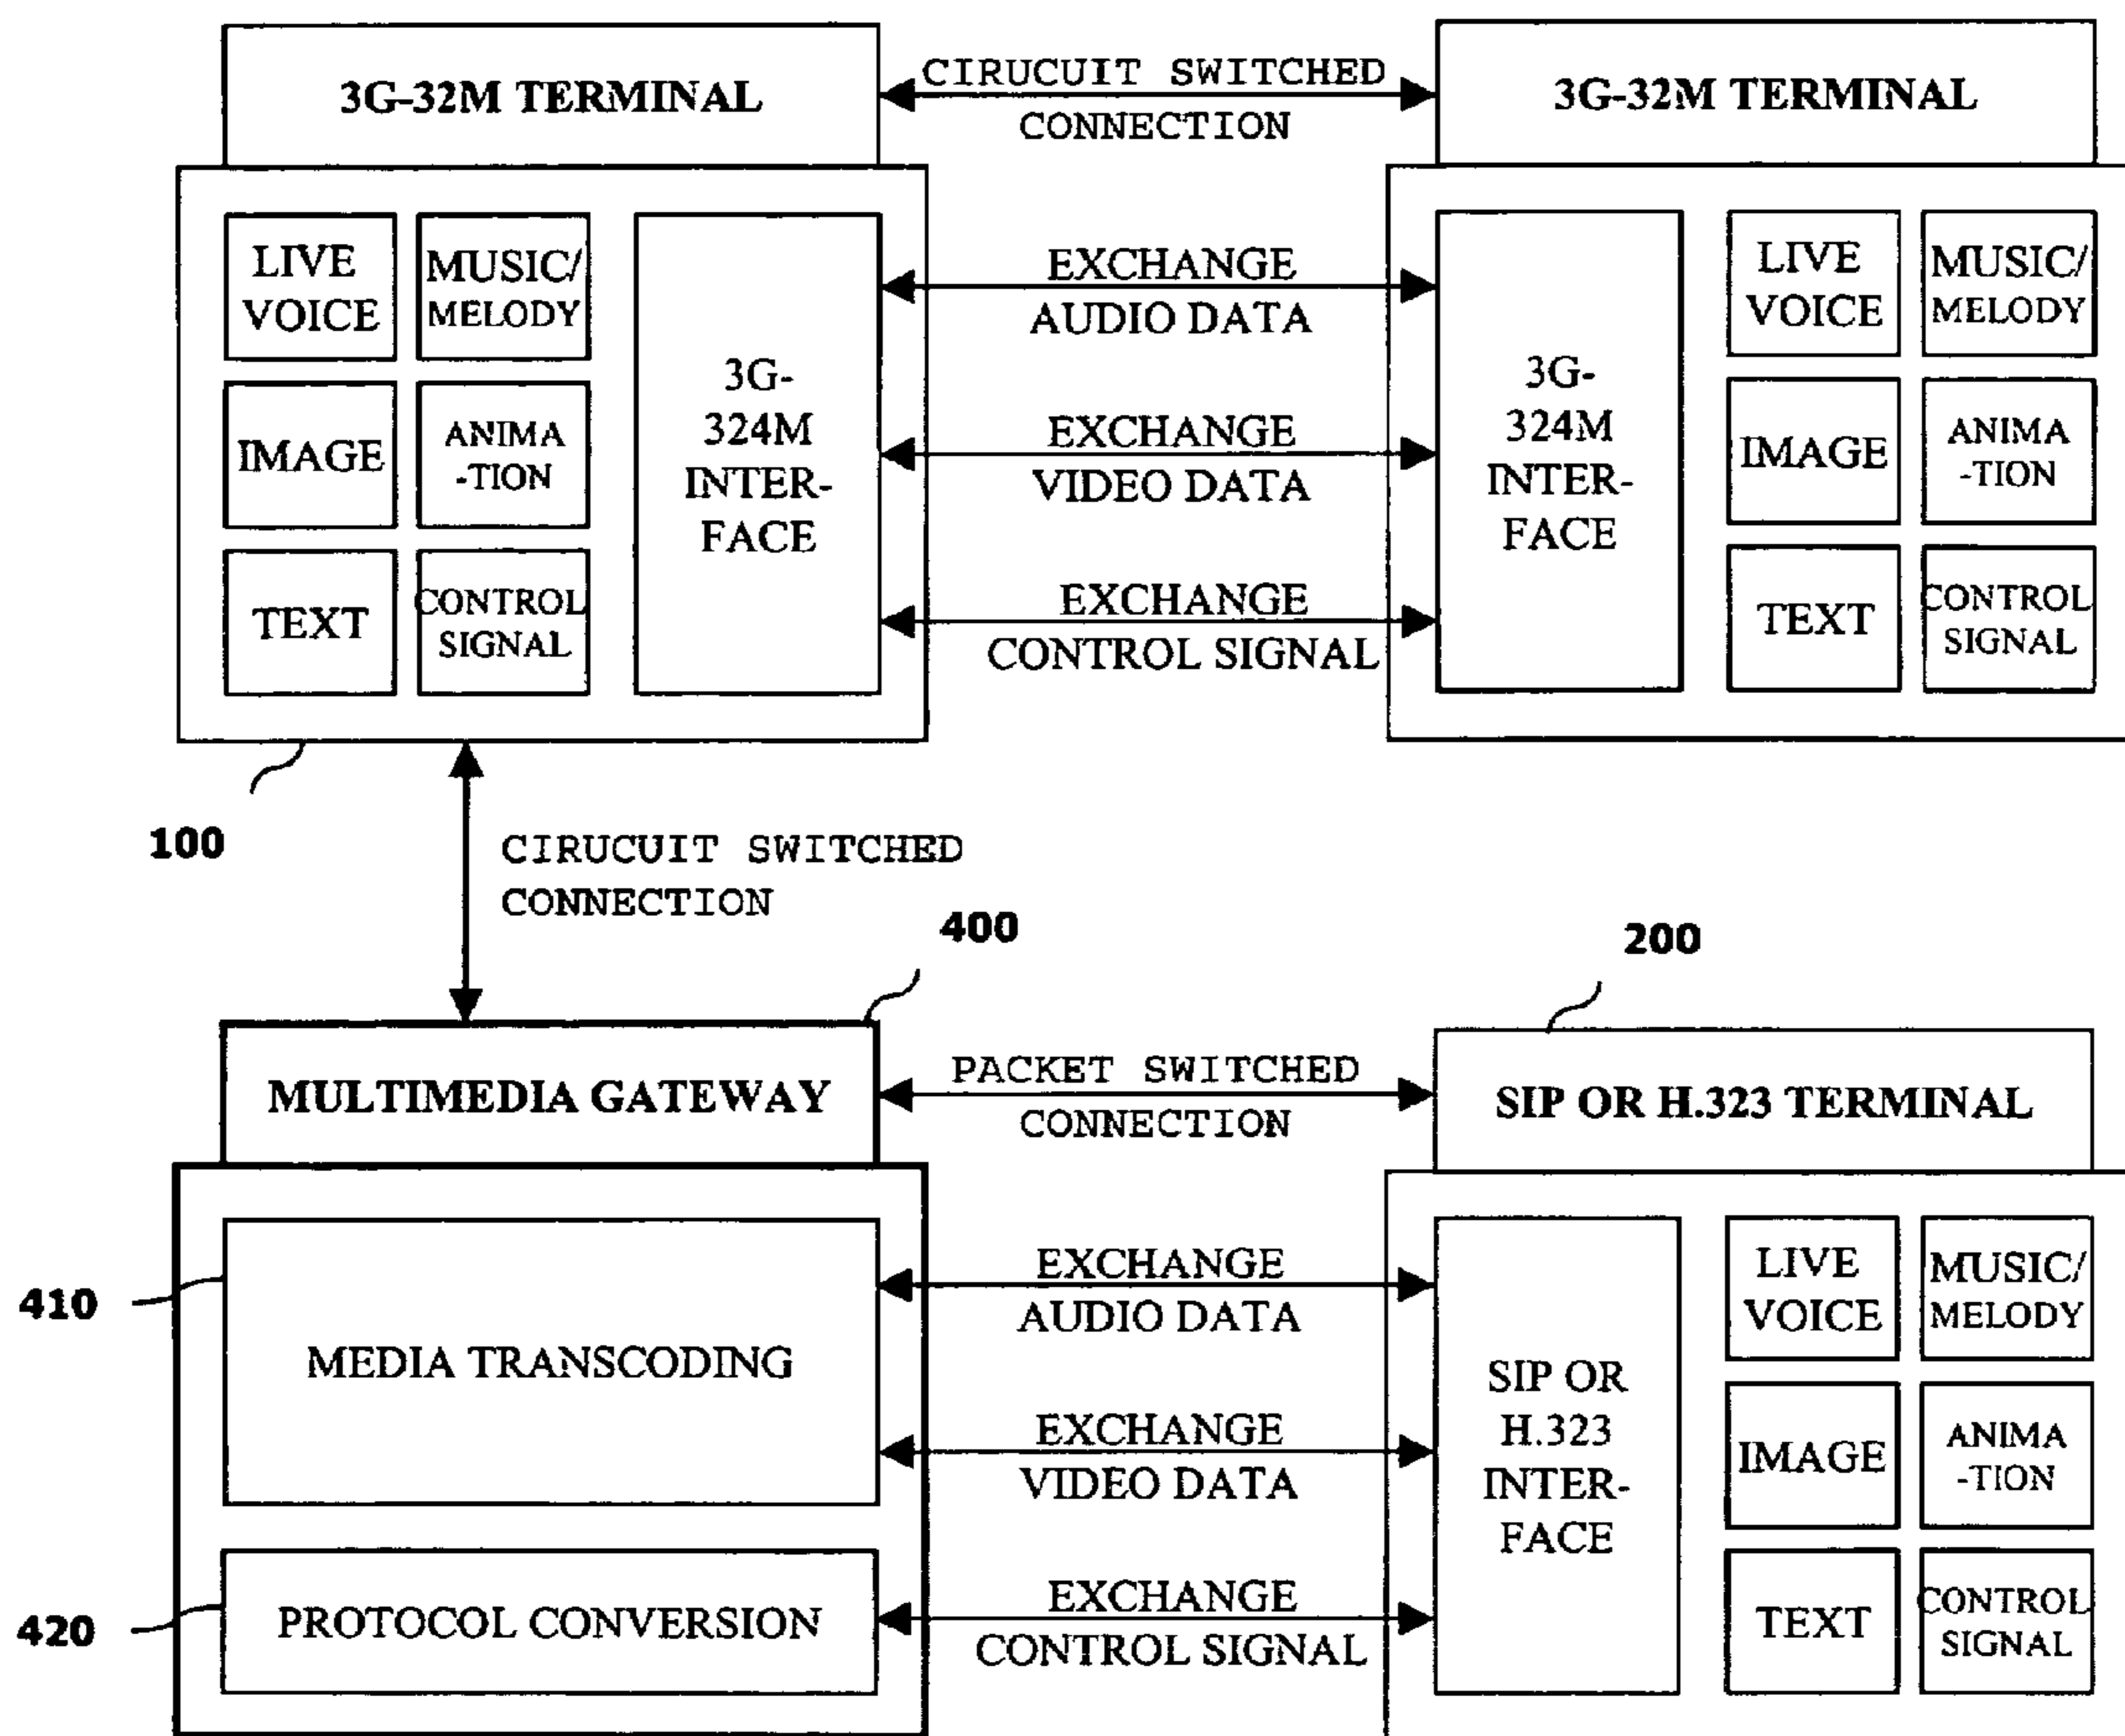 3G-32M TERMINAL
CIRUCUIT SWITCHED
CONNECTION
3G-32M TERMINAL
LIVE
VOICE
MUSIC/
MELODY
IMAGE
ANIMA
-TION
TEXT
CONTROL
SIGNAL
3G-
324M
INTER-
FACE
EXCHANGE
AUDIO DATA
EXCHANGE
VIDEO DATA
EXCHANGE
CONTROL SIGNAL
3G-
324M
INTER-
FACE
LIVE
VOICE
MUSIC/
MELODY
IMAGE
ANIMA
-TION
TEXT
CONTROL
SIGNAL
100
CIRUCUIT SWITCHED
CONNECTION
400
200
MULTIMEDIA GATEWAY
PACKET SWITCHED
CONNECTION
SIP OR H.323 TERMINAL
410
MEDIA TRANSCODING
420
PROTOCOL CONVERSION
EXCHANGE
AUDIO DATA
EXCHANGE
VIDEO DATA
EXCHANGE
CONTROL SIGNAL
SIP OR
H.323
INTER-
FACE
LIVE
VOICE
MUSIC/
MELODY
IMAGE
ANIMA
-TION
TEXT
CONTROL
SIGNAL